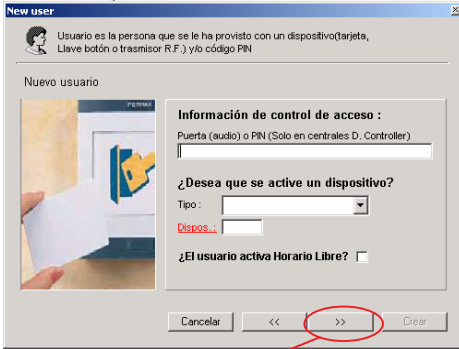 New user
Usuario es la persona que se le ha provisto con un dispositivo(tarjeta,
Llave botón o trasmisor R.F.) y/o código PIN
Nuevo usuario
FERMAX
Información de control de acceso :
Puerta (audio) o PIN (Solo en centrales D. Controller)
¿Desea que se active un dispositivo?
Tipo :
Dispos. :
¿El usuario activa Horario Libre?
Cancelar
<<
>>
Crear